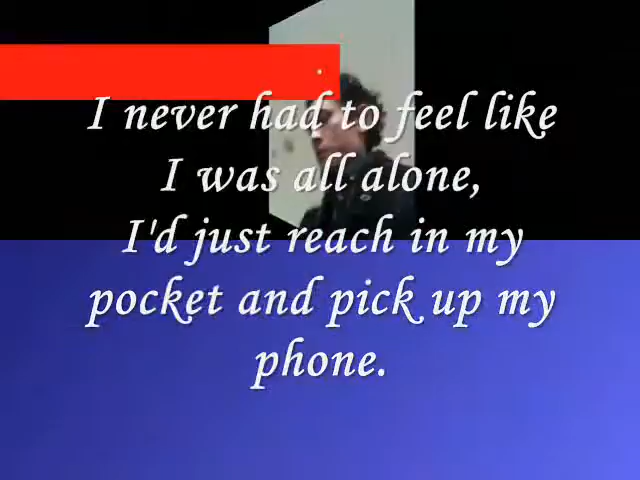 I never had to feel like
I was all alone,
I'd just reach in my
pocket and pick up my
phone.